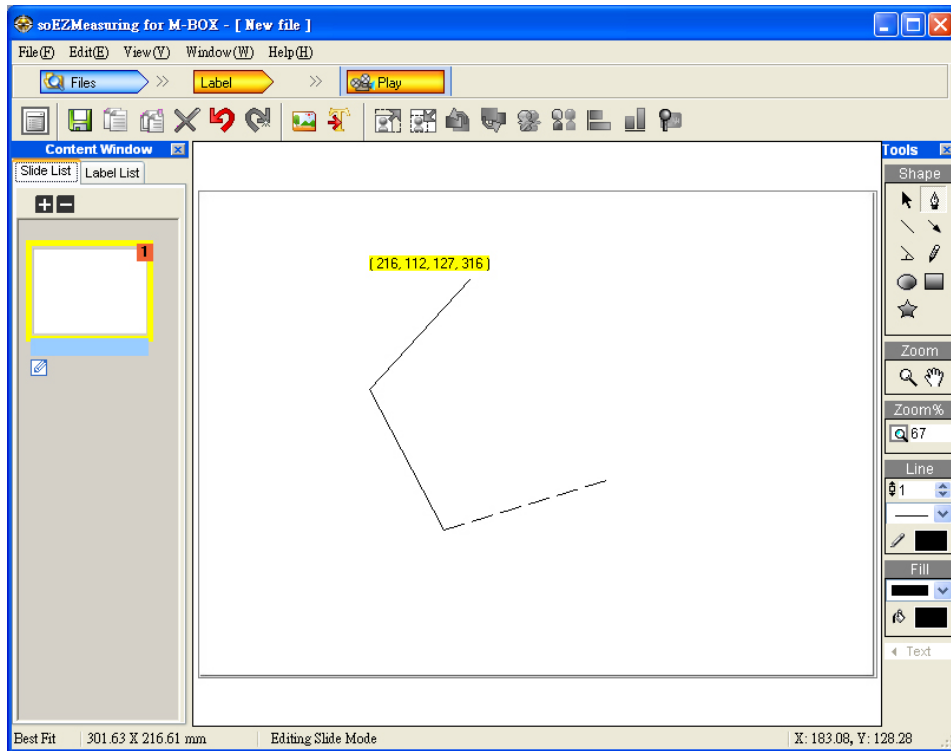 soEZMeasuring for M-BOX - [ New file ]
File(F) Edit(E) View(V) Window(W) Help(H)
Files Label Play
Content Window
Slide List Label List
1
( 216, 112, 127, 316 )
Tools
Shape
Zoom
Zoom%
67
Line
1
Fill
Text
Best Fit 301.63 X 216.61 mm Editing Slide Mode X: 183.08, Y: 128.28